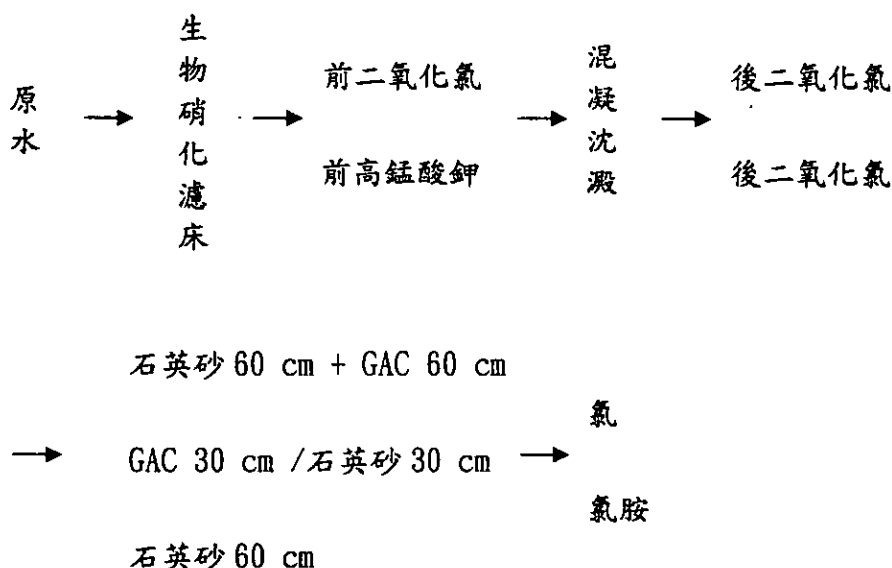 原水
→
生物硝化濾床
→
前二氧化氯
前高錳酸鉀
→
混凝沈澱
→
後二氧化氯
後二氧化氯
→
石英砂 60 cm + GAC 60 cm
GAC 30 cm /石英砂 30 cm
石英砂 60 cm
→
氯
氯胺